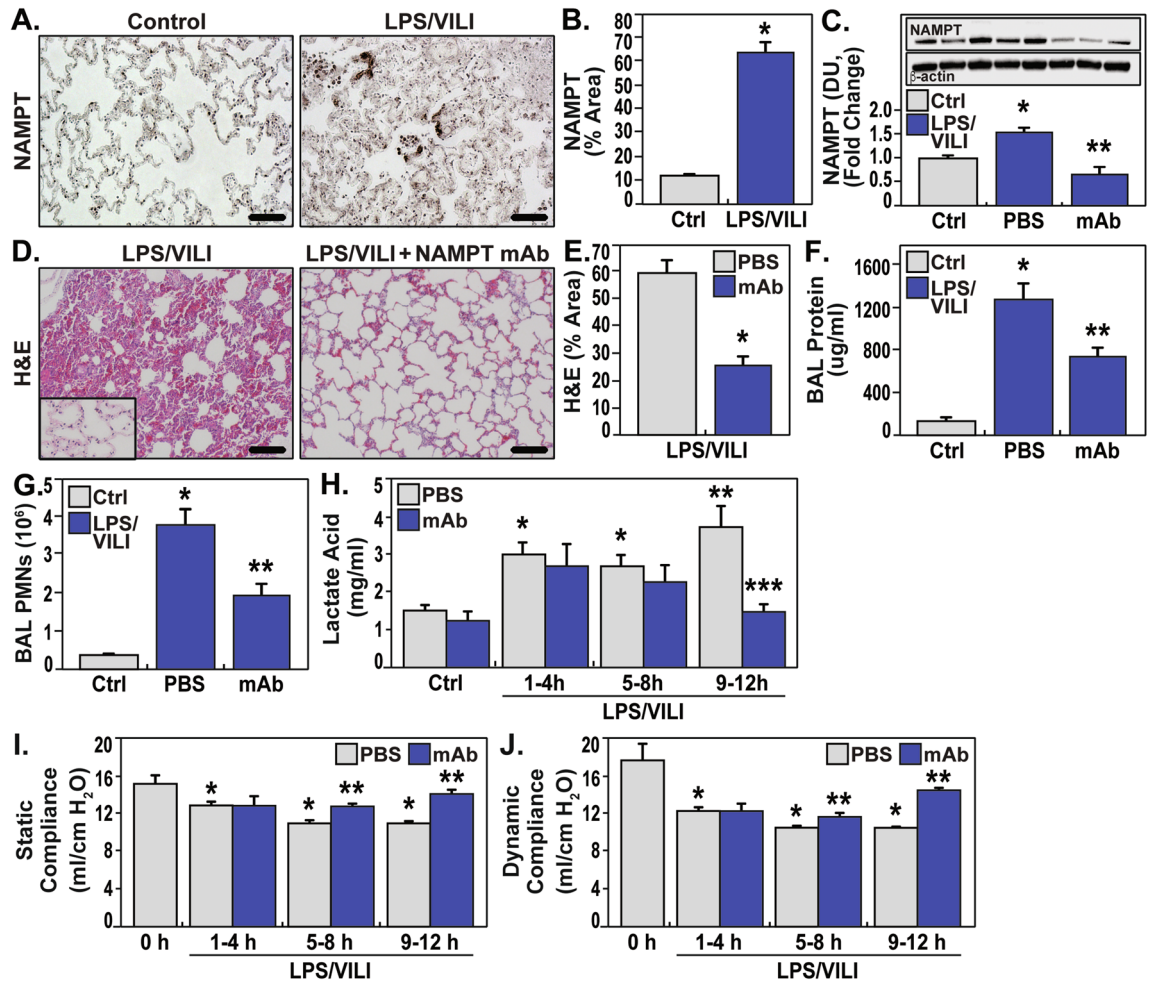 A.
Control
LPS/VILI
NAMPT
B.
NAMPT
(% Area)
80
70
60
50
40
30
20
10
0
*
Ctrl
LPS/VILI
C.
NAMPT
β-actin
NAMPT (DU,
(Fold Change)
2.0
1.5
1.0
0.5
0.0
Ctrl
LPS/
VILI
*
**
Ctrl
PBS
mAb
D.
LPS/VILI
LPS/VILI + NAMPT mAb
H&E
E.
H&E (% Area)
70
60
50
40
30
20
10
0
PBS
mAb
*
LPS/VILI
F.
BAL Protein
(ug/ml)
1600
1200
800
400
0
Ctrl
LPS/
VILI
*
**
Ctrl
PBS
mAb
G.
BAL PMNs (10⁶)
5
4
3
2
1
0
Ctrl
LPS/
VILI
*
**
Ctrl
PBS
mAb
H.
Lactate Acid
(mg/ml)
5
4
3
2
1
0
PBS
mAb
*
*
**
***
Ctrl
1-4h
5-8h
9-12h
LPS/VILI
I.
Static
Compliance
(ml/cm H₂O)
20
16
12
8
4
0
PBS
mAb
*
*
**
*
**
0 h
1-4 h
5-8 h
9-12 h
LPS/VILI
J.
Dynamic
Compliance
(ml/cm H₂O)
20
16
12
8
4
0
PBS
mAb
*
*
**
*
**
0 h
1-4 h
5-8 h
9-12 h
LPS/VILI